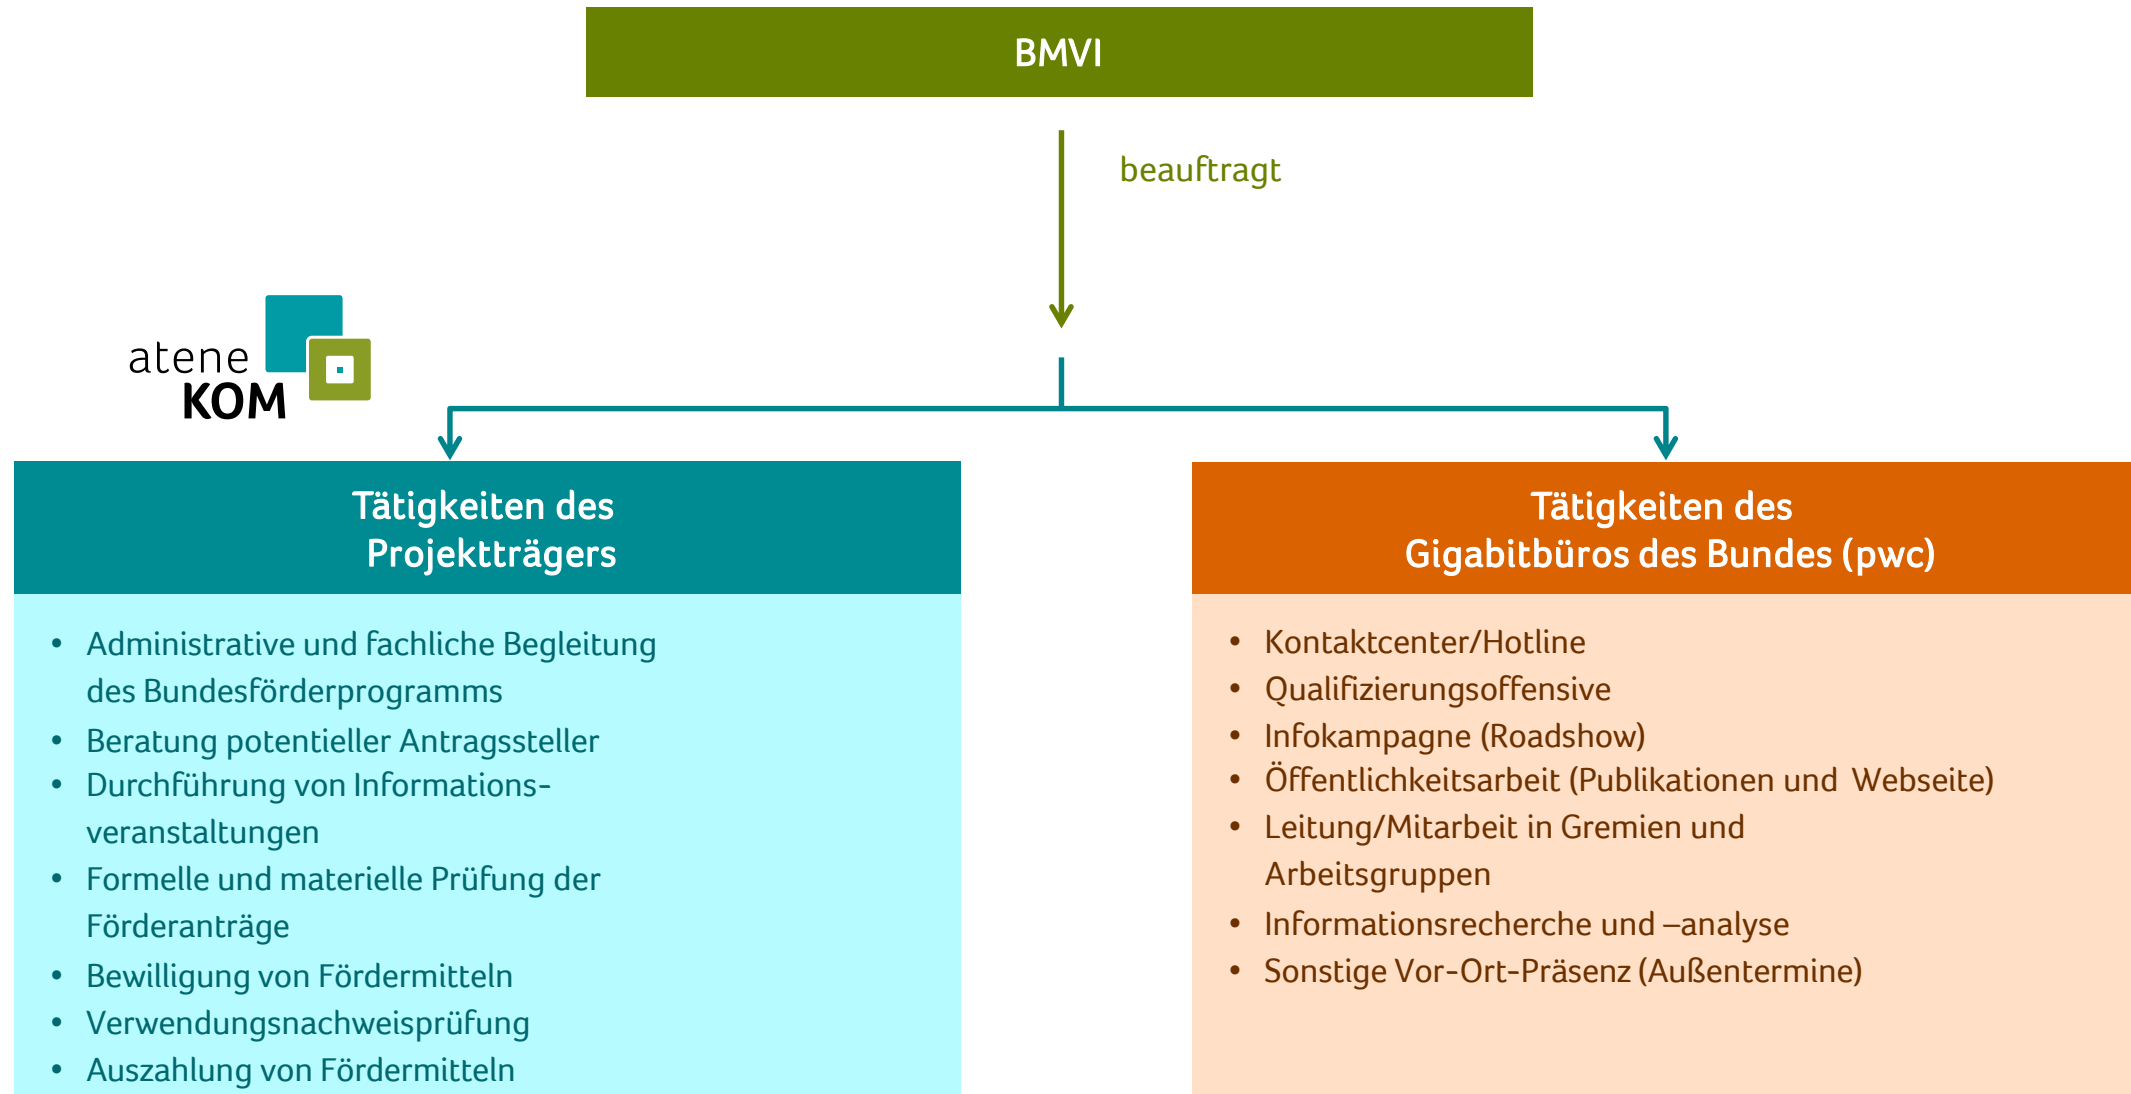 BMVI
beauftragt
atene
KOM
Tätigkeiten des
Projektträgers
• Administrative und fachliche Begleitung
des Bundesförderprogramms
• Beratung potentieller Antragssteller
• Durchführung von Informations-
veranstaltungen
• Formelle und materielle Prüfung der
Förderanträge
• Bewilligung von Fördermitteln
• Verwendungsnachweisprüfung
• Auszahlung von Fördermitteln
Tätigkeiten des
Gigabitbüros des Bundes (pwc)
• Kontaktcenter/Hotline
• Qualifizierungsoffensive
• Infokampagne (Roadshow)
• Öffentlichkeitsarbeit (Publikationen und Webseite)
• Leitung/Mitarbeit in Gremien und
Arbeitsgruppen
• Informationsrecherche und –analyse
• Sonstige Vor-Ort-Präsenz (Außentermine)